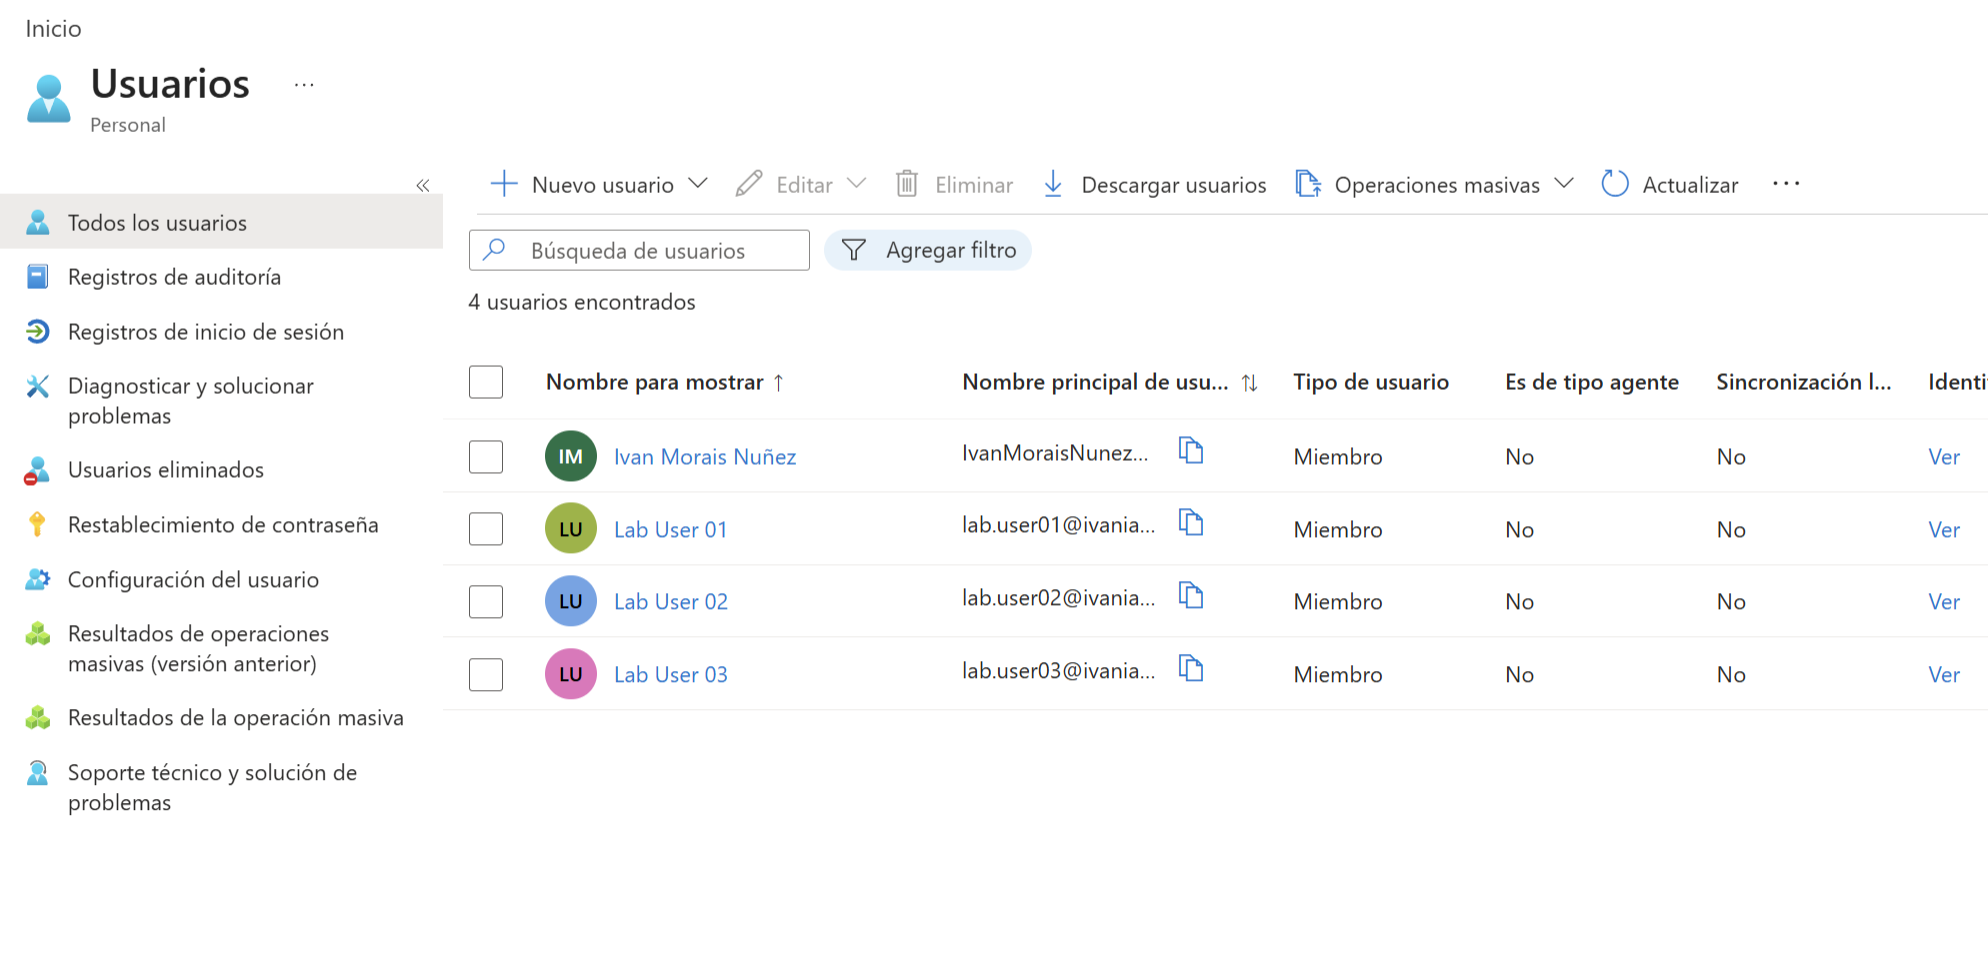 Inicio
Usuarios ...
Personal
«
Todos los usuarios
Registros de auditoría
Registros de inicio de sesión
Diagnosticar y solucionar
problemas
Usuarios eliminados
Restablecimiento de contraseña
Configuración del usuario
Resultados de operaciones
masivas (versión anterior)
Resultados de la operación masiva
Soporte técnico y solución de
problemas
Nuevo usuario Editar Eliminar Descargar usuarios Operaciones masivas Actualizar ...
Búsqueda de usuarios Agregar filtro
4 usuarios encontrados
Nombre para mostrar ↑ Nombre principal de usu... ↑↓ Tipo de usuario Es de tipo agente Sincronización l... Identi
IM Ivan Morais Nuñez IvanMoraisNunez... Miembro No No Ver
LU Lab User 01 lab.user01@ivania... Miembro No No Ver
LU Lab User 02 lab.user02@ivania... Miembro No No Ver
LU Lab User 03 lab.user03@ivania... Miembro No No Ver